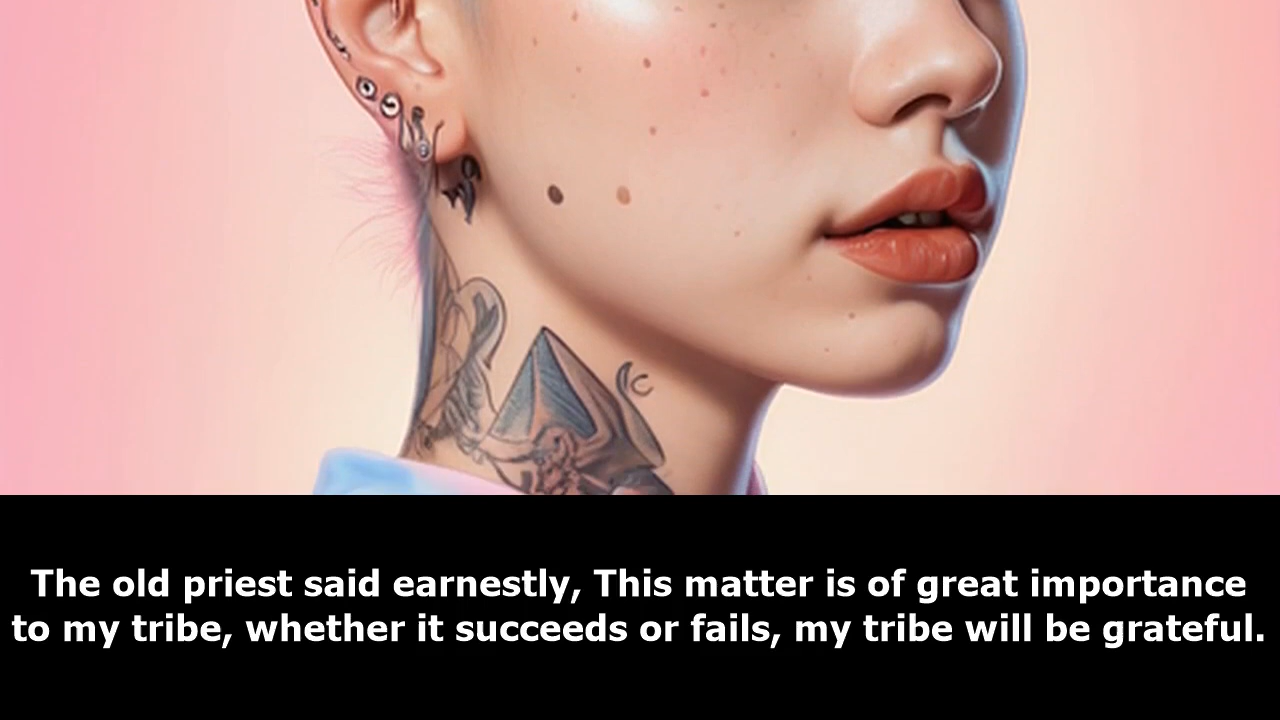 The old priest said earnestly, This matter is of great importance
to my tribe, whether it succeeds or fails, my tribe will be grateful.